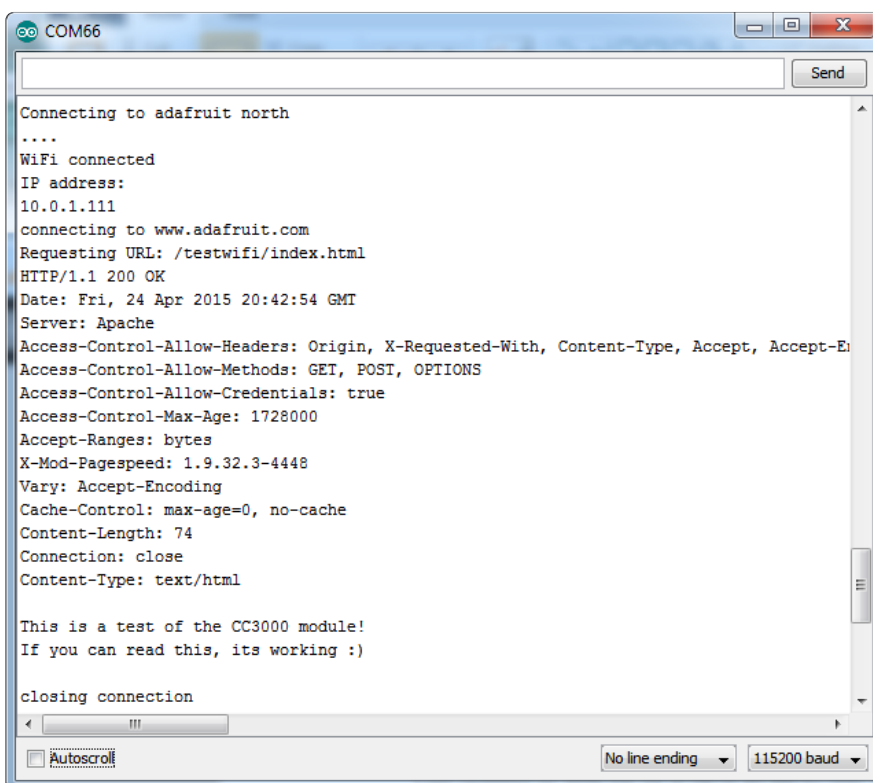 COM66
Send
Connecting to adafruit north
....
WiFi connected
IP address:
10.0.1.111
connecting to www.adafruit.com
Requesting URL: /testwifi/index.html
HTTP/1.1 200 OK
Date: Fri, 24 Apr 2015 20:42:54 GMT
Server: Apache
Access-Control-Allow-Headers: Origin, X-Requested-With, Content-Type, Accept, Accept-
Access-Control-Allow-Methods: GET, POST, OPTIONS
Access-Control-Allow-Credentials: true
Access-Control-Max-Age: 1728000
Accept-Ranges: bytes
X-Mod-Pagespeed: 1.9.32.3-4448
Vary: Accept-Encoding
Cache-Control: max-age=0, no-cache
Content-Length: 74
Connection: close
Content-Type: text/html
This is a test of the CC3000 module!
If you can read this, its working :)
closing connection
Autoscroll
No line ending
115200 baud